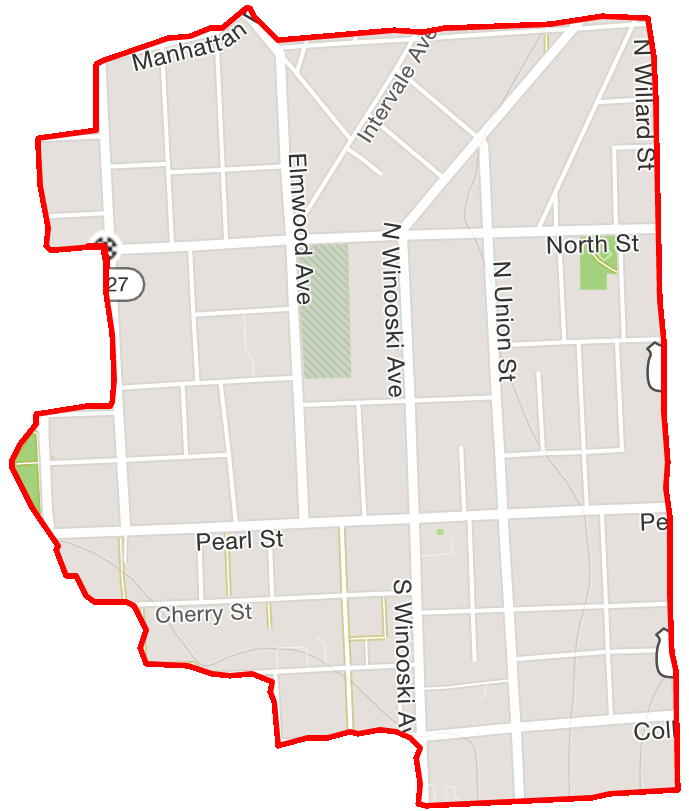 Manhattan
Intervale Ave
N Willard St
Elmwood Ave
N Winooski Ave
North St
N Union St
27
Pe
Pearl St
Cherry St
S Winooski Av
Coll